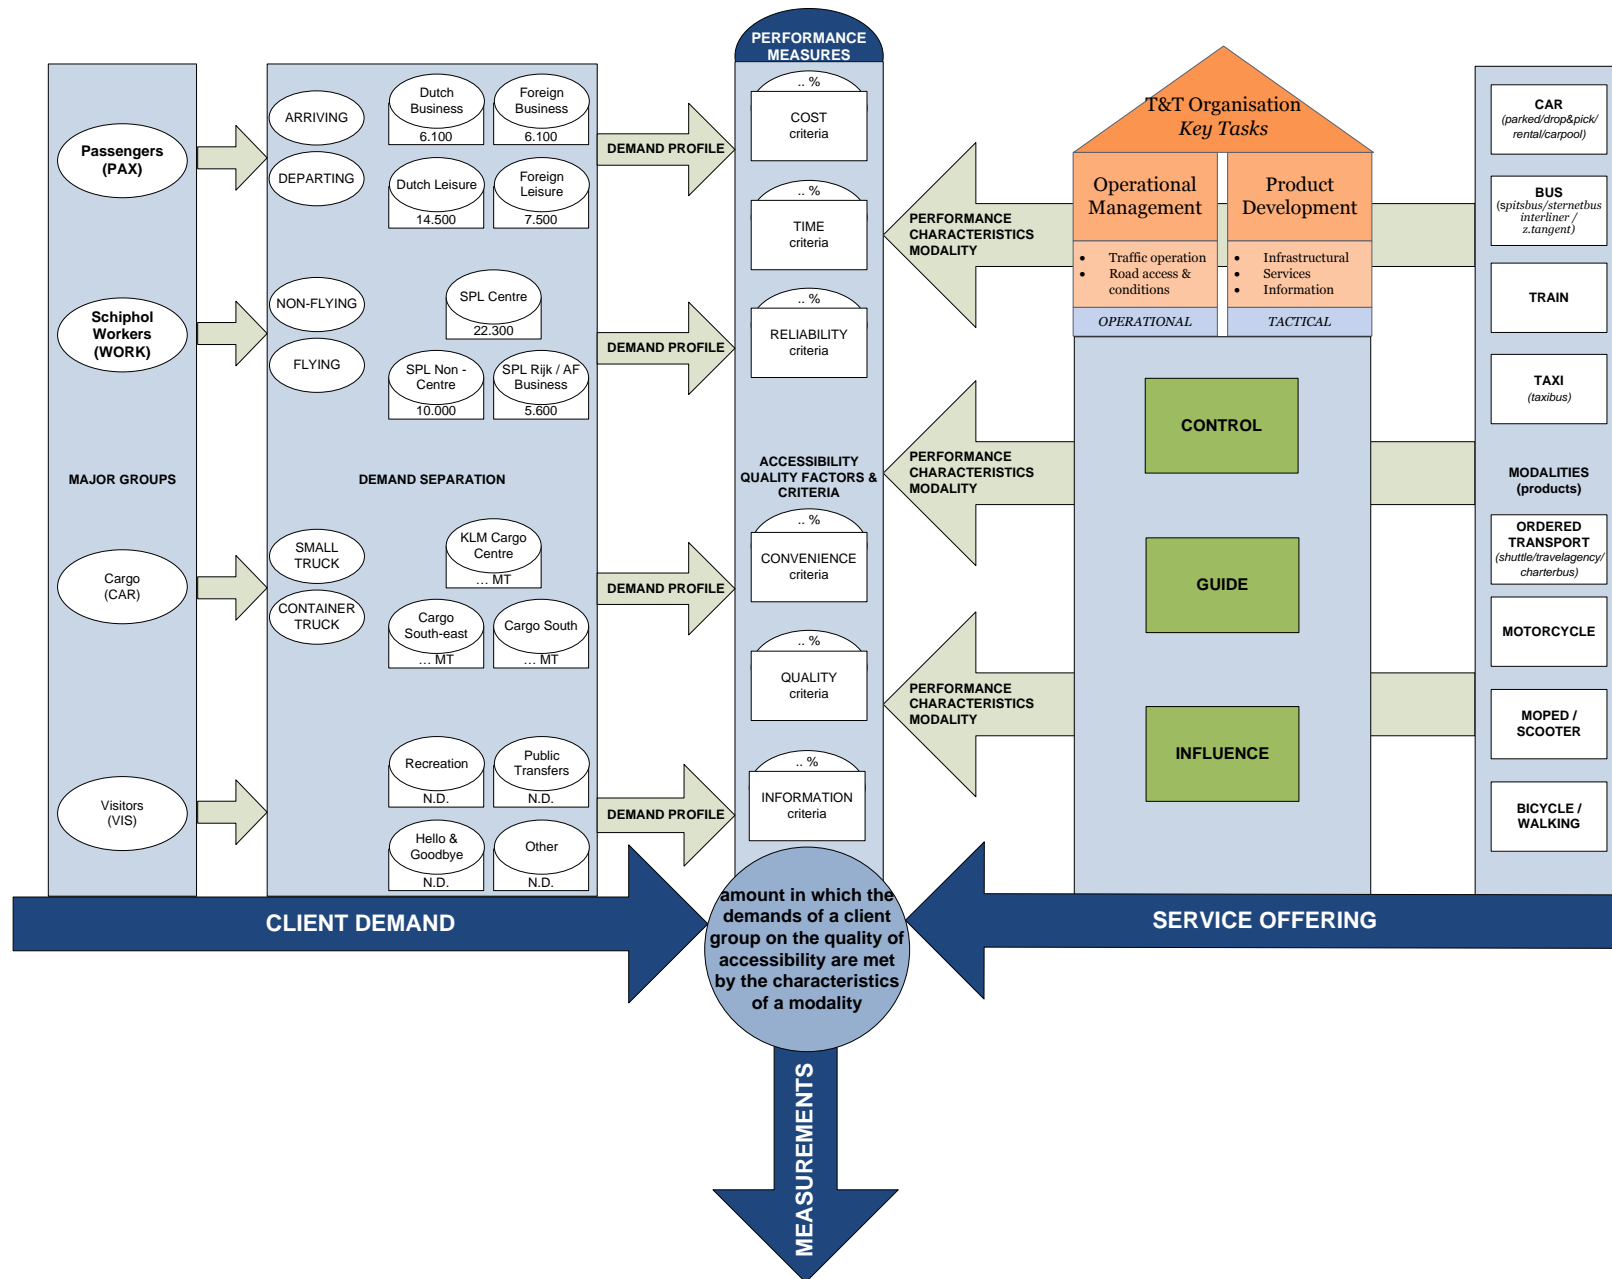 PERFORMANCE
MEASURES
Passengers
(PAX)
Schiphol
Workers
(WORK)
MAJOR GROUPS
Cargo
(CAR)
Visitors
(VIS)
ARRIVING
DEPARTING
Dutch
Business
6.100
Foreign
Business
6.100
Dutch Leisure
14.500
Foreign
Leisure
7.500
NON-FLYING
FLYING
SPL Centre
22.300
SPL Non -
Centre
10.000
SPL Rijk / AF
Business
5.600
DEMAND SEPARATION
SMALL
TRUCK
CONTAINER
TRUCK
KLM Cargo
Centre
... MT
Cargo
South-east
... MT
Cargo South
... MT
Recreation
N.D.
Public
Transfers
N.D.
Hello &
Goodbye
N.D.
Other
N.D.
DEMAND PROFILE
DEMAND PROFILE
DEMAND PROFILE
DEMAND PROFILE
.. %
COST
criteria
.. %
TIME
criteria
.. %
RELIABILITY
criteria
ACCESSIBILITY
QUALITY FACTORS &
CRITERIA
.. %
CONVENIENCE
criteria
.. %
QUALITY
criteria
.. %
INFORMATION
criteria
PERFORMANCE
CHARACTERISTICS
MODALITY
PERFORMANCE
CHARACTERISTICS
MODALITY
PERFORMANCE
CHARACTERISTICS
MODALITY
T&T Organisation
Key Tasks
Operational
Management
• Traffic operation
• Road access &
conditions
OPERATIONAL
Product
Development
• Infrastructural
• Services
• Information
TACTICAL
CONTROL
GUIDE
INFLUENCE
CAR
(parked/drop&pick/
rental/carpool)
BUS
(spitsbus/sternetbus
interliner /
z.tangent)
TRAIN
TAXI
(taxibus)
MODALITIES
(products)
ORDERED
TRANSPORT
(shuttle/travelagency/
charterbus)
MOTORCYCLE
MOPED /
SCOOTER
BICYCLE /
WALKING
CLIENT DEMAND
amount in which the
demands of a client
group on the quality of
accessibility are met
by the characteristics
of a modality
SERVICE OFFERING
MEASUREMENTS